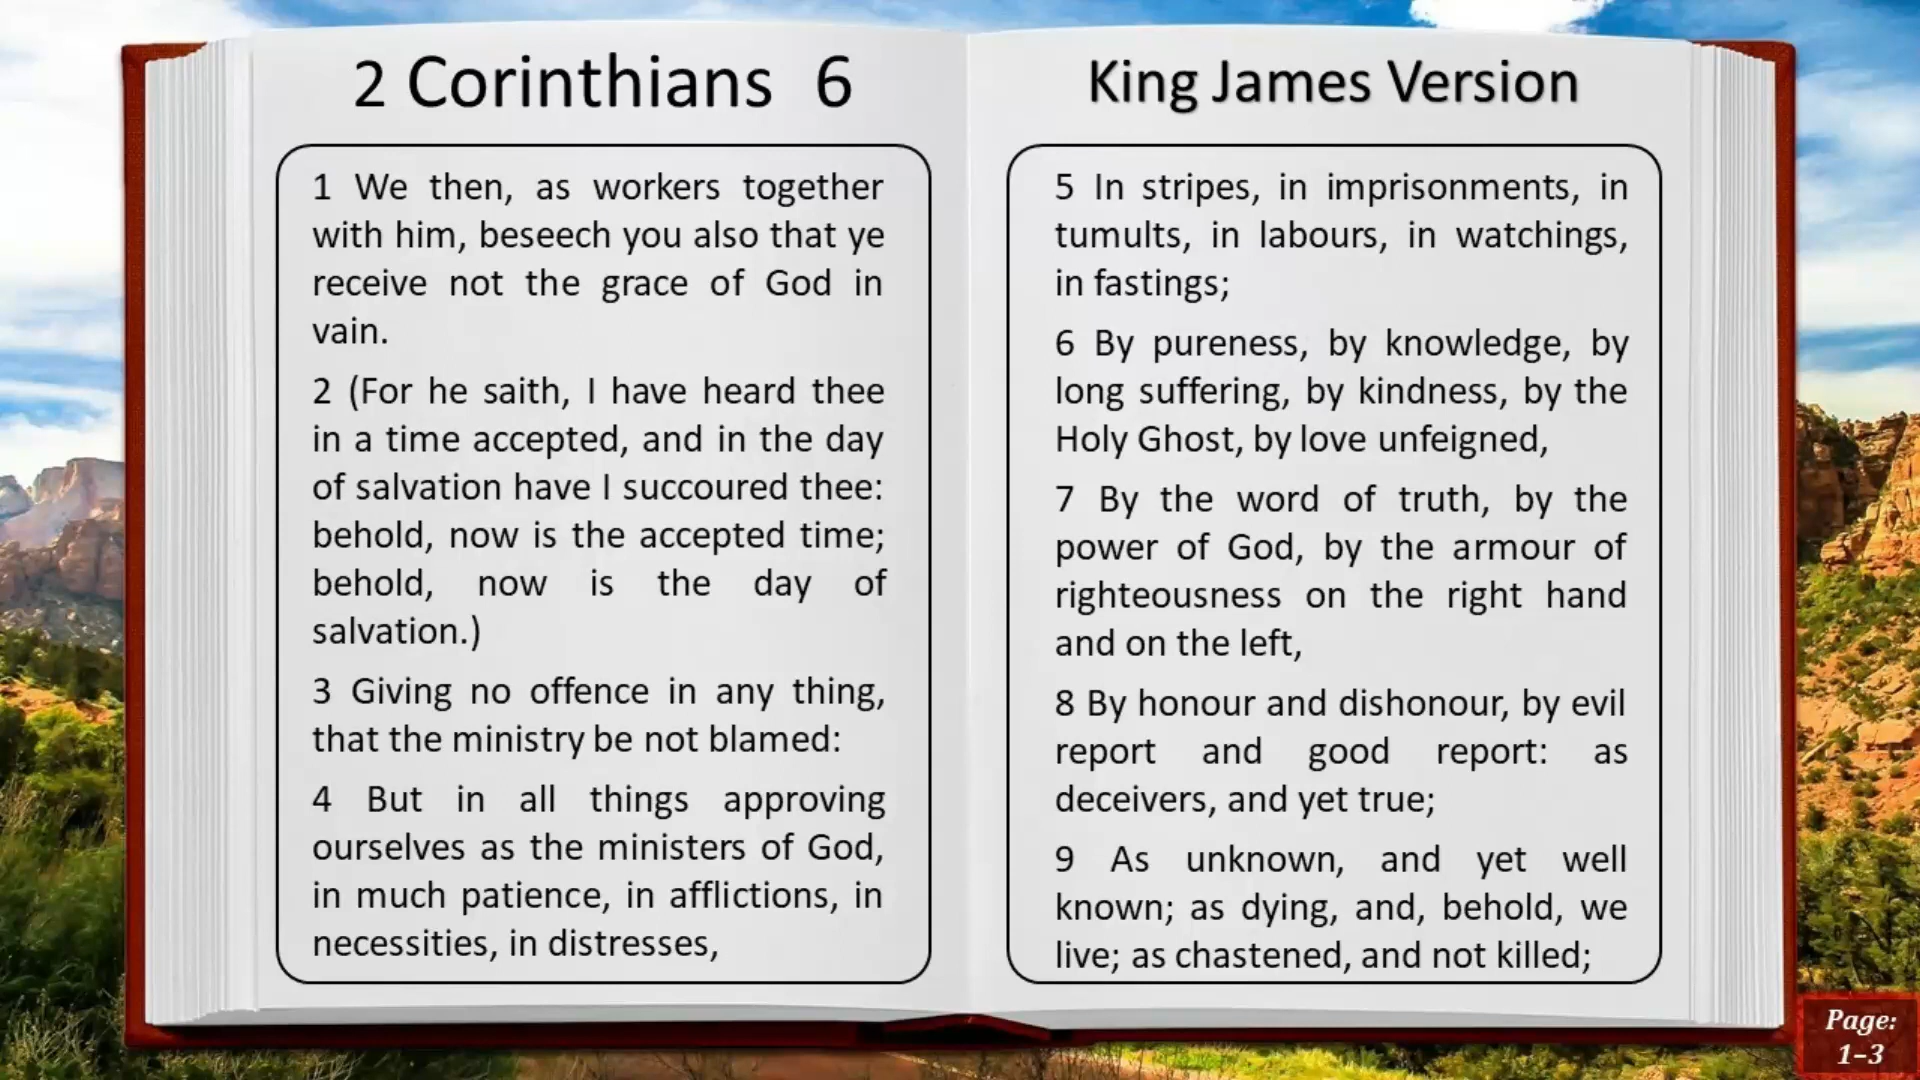 2 Corinthians 6
1 We then, as workers together
with him, beseech you also that ye
receive not the grace of God in
vain.
2 (For he saith, I have heard thee
in a time accepted, and in the day
of salvation have I succoured thee:
behold, now is the accepted time;
behold, now is the day of
salvation.)
3 Giving no offence in any thing,
that the ministry be not blamed:
4 But in all things approving
ourselves as the ministers of God,
in much patience, in afflictions, in
necessities, in distresses,
King James Version
5 In stripes, in imprisonments, in
tumults, in labours, in watchings,
in fastings;
6 By pureness, by knowledge, by
long suffering, by kindness, by the
Holy Ghost, by love unfeigned,
7 By the word of truth, by the
power of God, by the armour of
righteousness on the right hand
and on the left,
8 By honour and dishonour, by evil
report and good report: as
deceivers, and yet true;
9 As unknown, and yet well
known; as dying, and, behold, we
live; as chastened, and not killed;
Page:
1–3